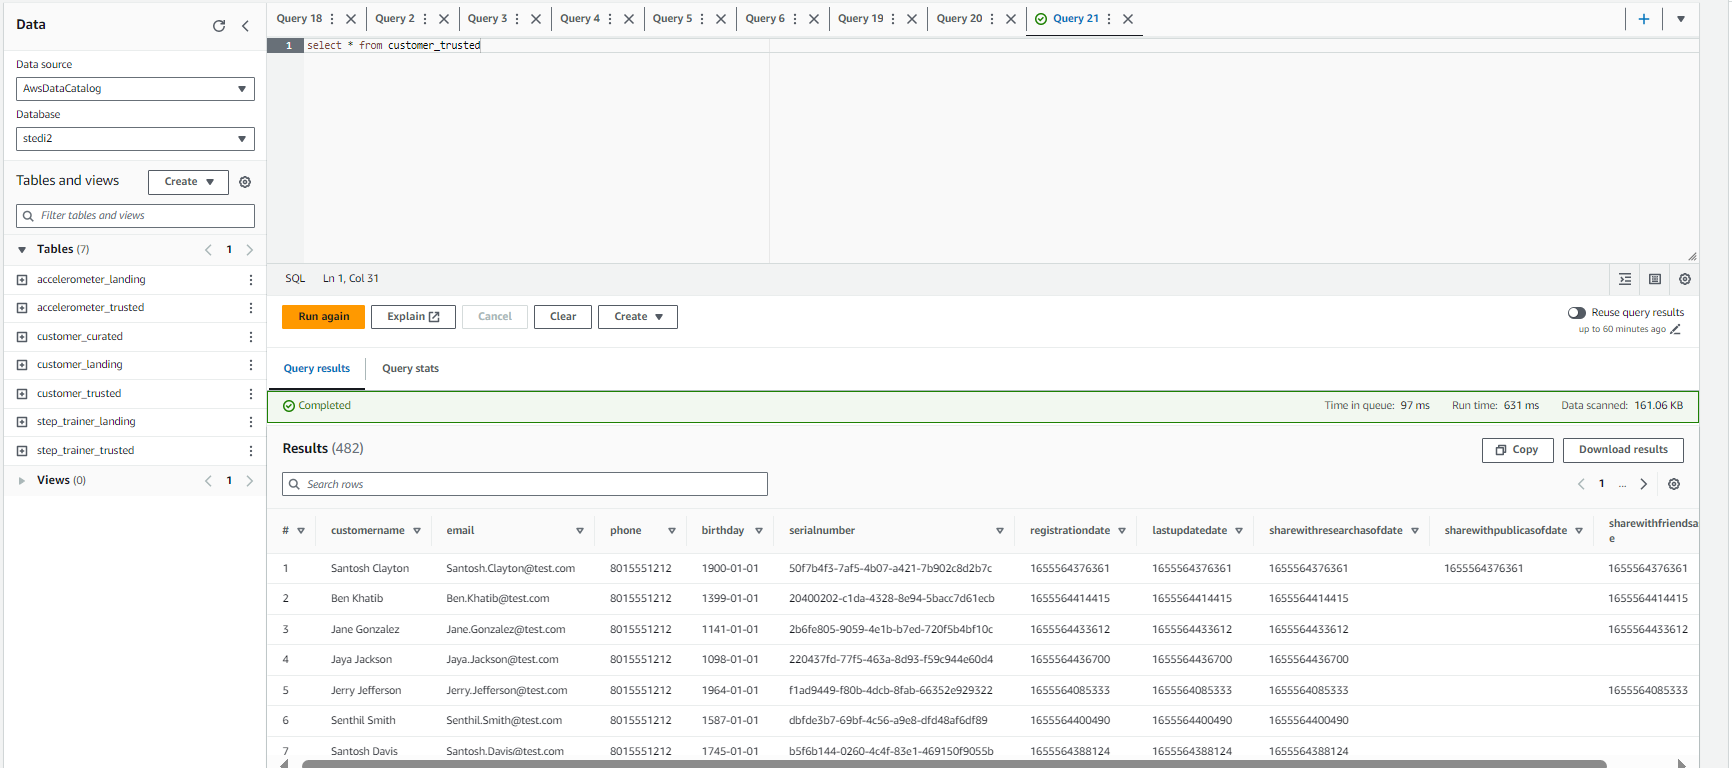 Data
Query 18
Query 2
Query 3
Query 4
Query 5
Query 6
Query 19
Query 20
Query 21
Data source
AwsDataCatalog
Database
stedi2
Tables and views
Create
Filter tables and views
Tables (7)
1
accelerometer_landing
accelerometer_trusted
customer_curated
customer_landing
customer_trusted
step_trainer_landing
step_trainer_trusted
Views (0)
1
1 select * from customer_trusted
SQL Ln 1, Col 31
Run again Explain Cancel Clear Create
Reuse query results
up to 60 minutes ago
Query results Query stats
Completed Time in queue: 97 ms Run time: 631 ms Data scanned: 161.06 KB
Results (482) Copy Download results
Search rows 1 ...
# customername email phone birthday serialnumber registrationdate lastupdatedate sharewithresearchasofdate sharewithpublicasofdate sharewithfriendsa
e
1 Santosh Clayton Santosh.Clayton@test.com 8015551212 1900-01-01 50f7b4f3-7af5-4b07-a421-7b902c8d2b7c 1655564376361 1655564376361 1655564376361 1655564376361 1655564376361
2 Ben Khatib Ben.Khatib@test.com 8015551212 1399-01-01 20400202-c1da-4328-8e94-5bacc7d61ecb 1655564414415 1655564414415 1655564414415 1655564414415
3 Jane Gonzalez Jane.Gonzalez@test.com 8015551212 1141-01-01 2b6fe805-9059-4e1b-b7ed-720f5b4bf10c 1655564433612 1655564433612 1655564433612 1655564433612
4 Jaya Jackson Jaya.Jackson@test.com 8015551212 1098-01-01 220437fd-77f5-463a-8d93-f59c944e60d4 1655564436700 1655564436700 1655564436700
5 Jerry Jefferson Jerry.Jefferson@test.com 8015551212 1964-01-01 f1ad9449-f80b-4dcb-8fab-66352e929322 1655564085333 1655564085333 1655564085333 1655564085333
6 Senthil Smith Senthil.Smith@test.com 8015551212 1587-01-01 dbfde3b7-69bf-4c56-a9e8-dfd48af6df89 1655564400490 1655564400490 1655564400490
7 Santosh Davis Santosh.Davis@test.com 8015551212 1745-01-01 b5f6b144-0260-4c4f-83e1-469150f9055b 1655564388124 1655564388124 1655564388124